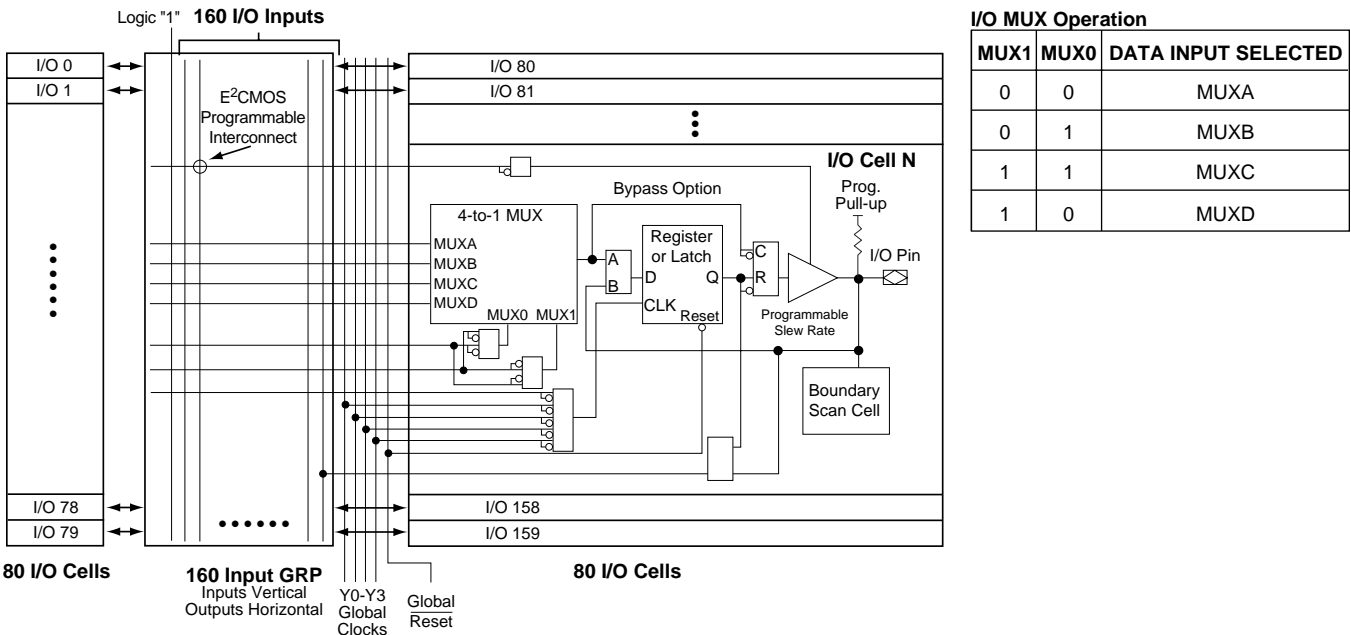 Logic "1"
160 I/O Inputs
I/O 0
I/O 1
I/O 78
I/O 79
80 I/O Cells
E2CMOS
Programmable
Interconnect
160 Input GRP
Inputs Vertical
Outputs Horizontal
Y0-Y3
Global
Clocks
Global
Reset
I/O 80
I/O 81
I/O Cell N
Bypass Option
Prog.
Pull-up
4-to-1 MUX
MUXA
MUXB
MUXC
MUXD
MUX0 MUX1
A
B
Register
or Latch
D Q
CLK
Reset
C
R
I/O Pin
Programmable
Slew Rate
Boundary
Scan Cell
I/O 158
I/O 159
80 I/O Cells
I/O MUX Operation
MUX1 MUX0 DATA INPUT SELECTED
0 0 MUXA
0 1 MUXB
1 1 MUXC
1 0 MUXD